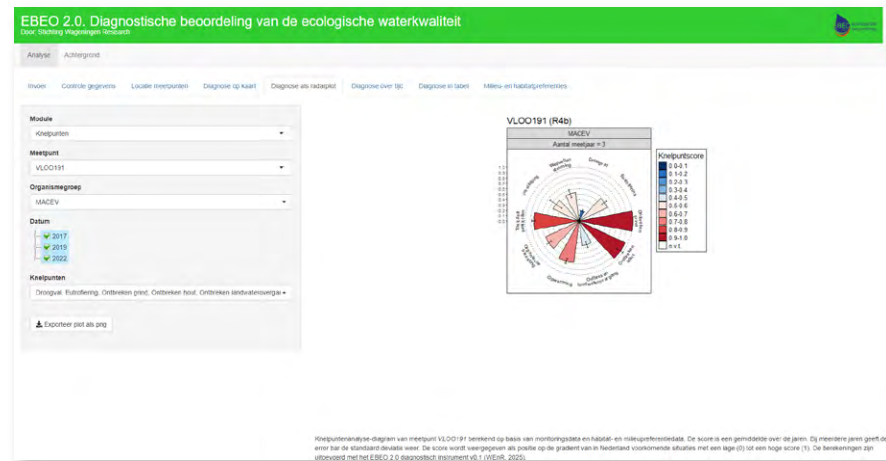 EBEO 2.0. Diagnostische beoordeling van de ecologische waterkwaliteit
Door: Stichting Wageningen Research
Analyse Achtergrond
Invoer Controle gegevens Locatie meetpunten Diagnose op kaart Diagnose als radarplot Diagnose over tijd Diagnose in tabel Milieu- en habitatpreferenties
Module
Knelpunten
Meetpunt
VLOO191
Organismegroep
MACEV
Datum
2017
2019
2022
Knelpunten
Droogval, Eutrofiering, Ontbreken grind, Ontbreken hout, Ontbreken landwaterovergan
Exporteer plot als png
VLOO191 (R4b)
MACEV
Aantal meetjaar = 3
Droogval
Knelpuntscore
0.0-0.1
0.1-0.2
0.2-0.3
0.3-0.4
0.4-0.5
0.5-0.6
0.6-0.7
0.7-0.8
0.8-0.9
0.9-1.0
n.v.t.
Knelpuntenanalyse-diagram van meetpunt VLOO191 berekend op basis van monitoringsdata en habitat- en milieupreferentiedata. De score is een gemiddelde over de jaren. Bij meerdere jaren geeft de
error bar de standaard deviatie weer. De score wordt weergegeven als positie op de gradient van in Nederland voorkomende situaties met een lage (0) tot een hoge score (1). De berekeningen zijn
uitgevoerd met het EBEO 2.0 diagnostisch instrument v0.1 (WEnR, 2025).